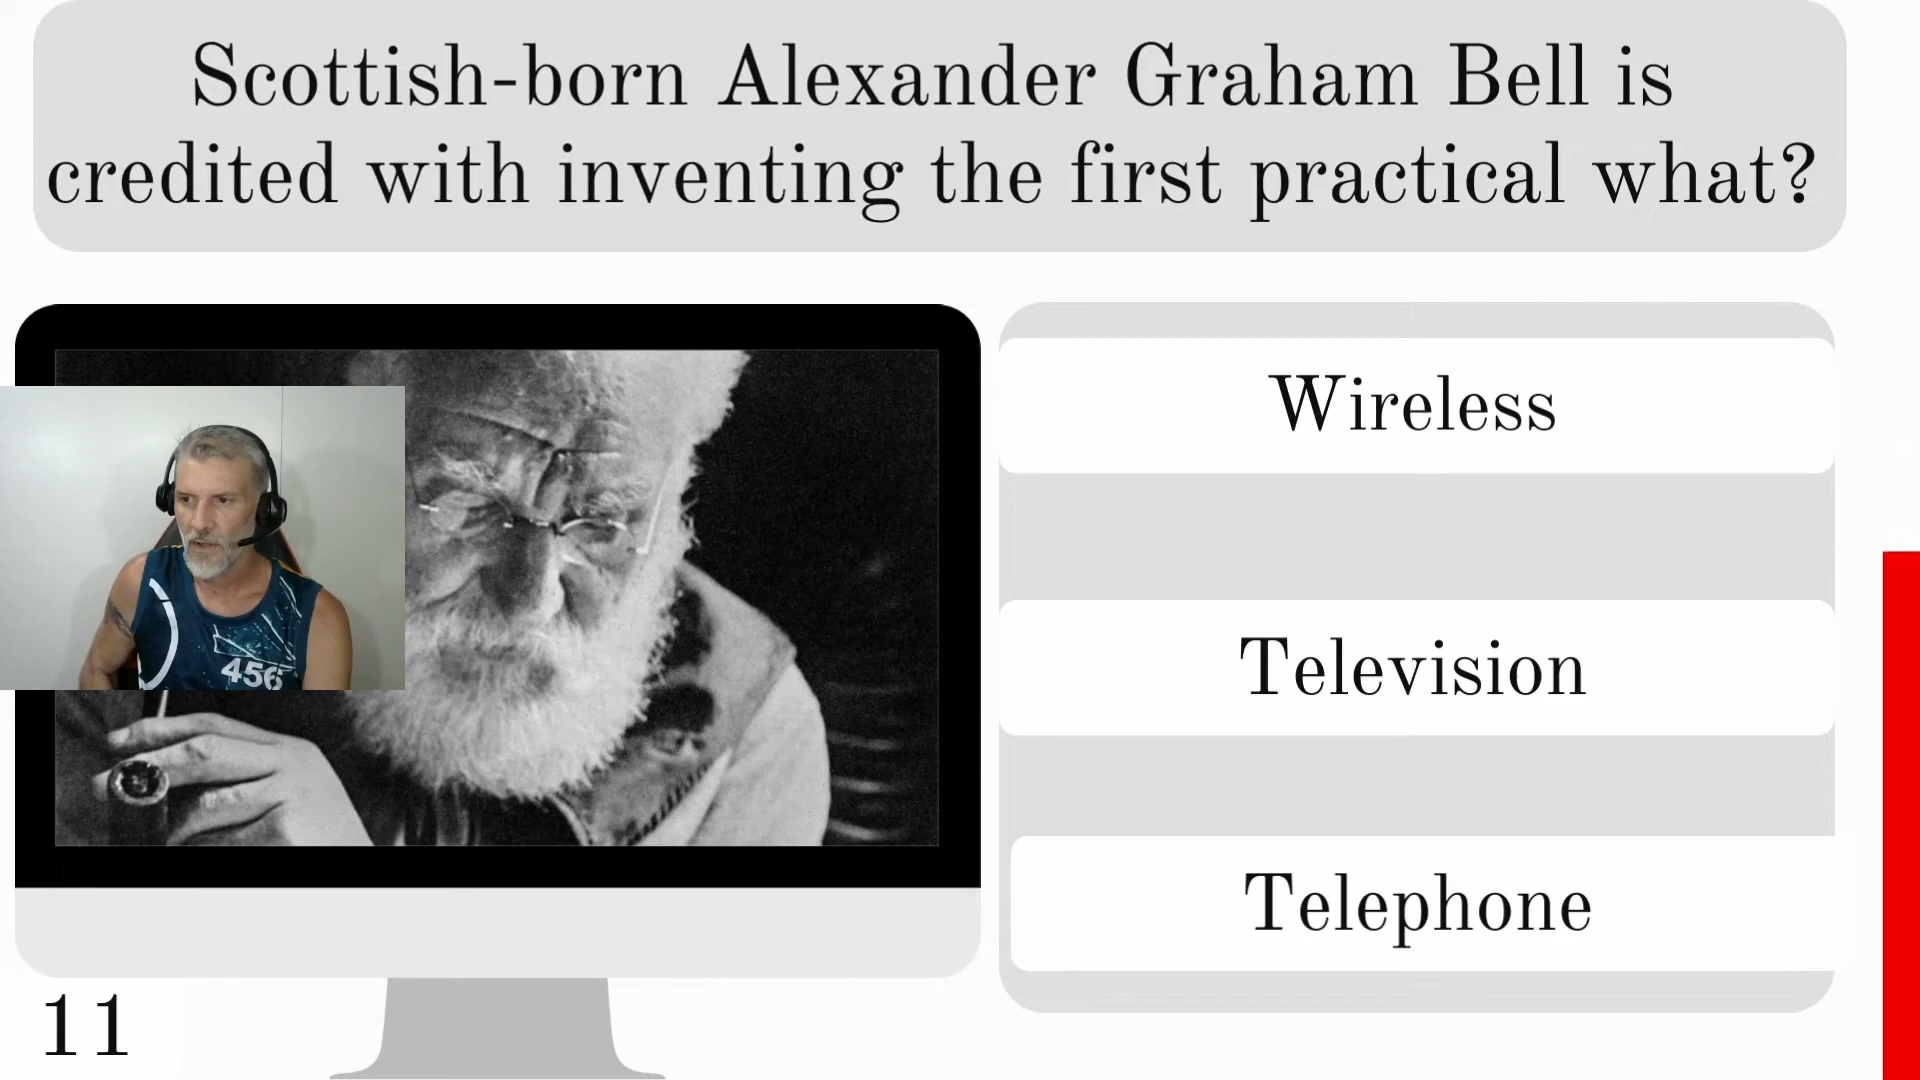 Scottish-born Alexander Graham Bell is
credited with inventing the first practical what?
Wireless
456
Television
Telephone
11